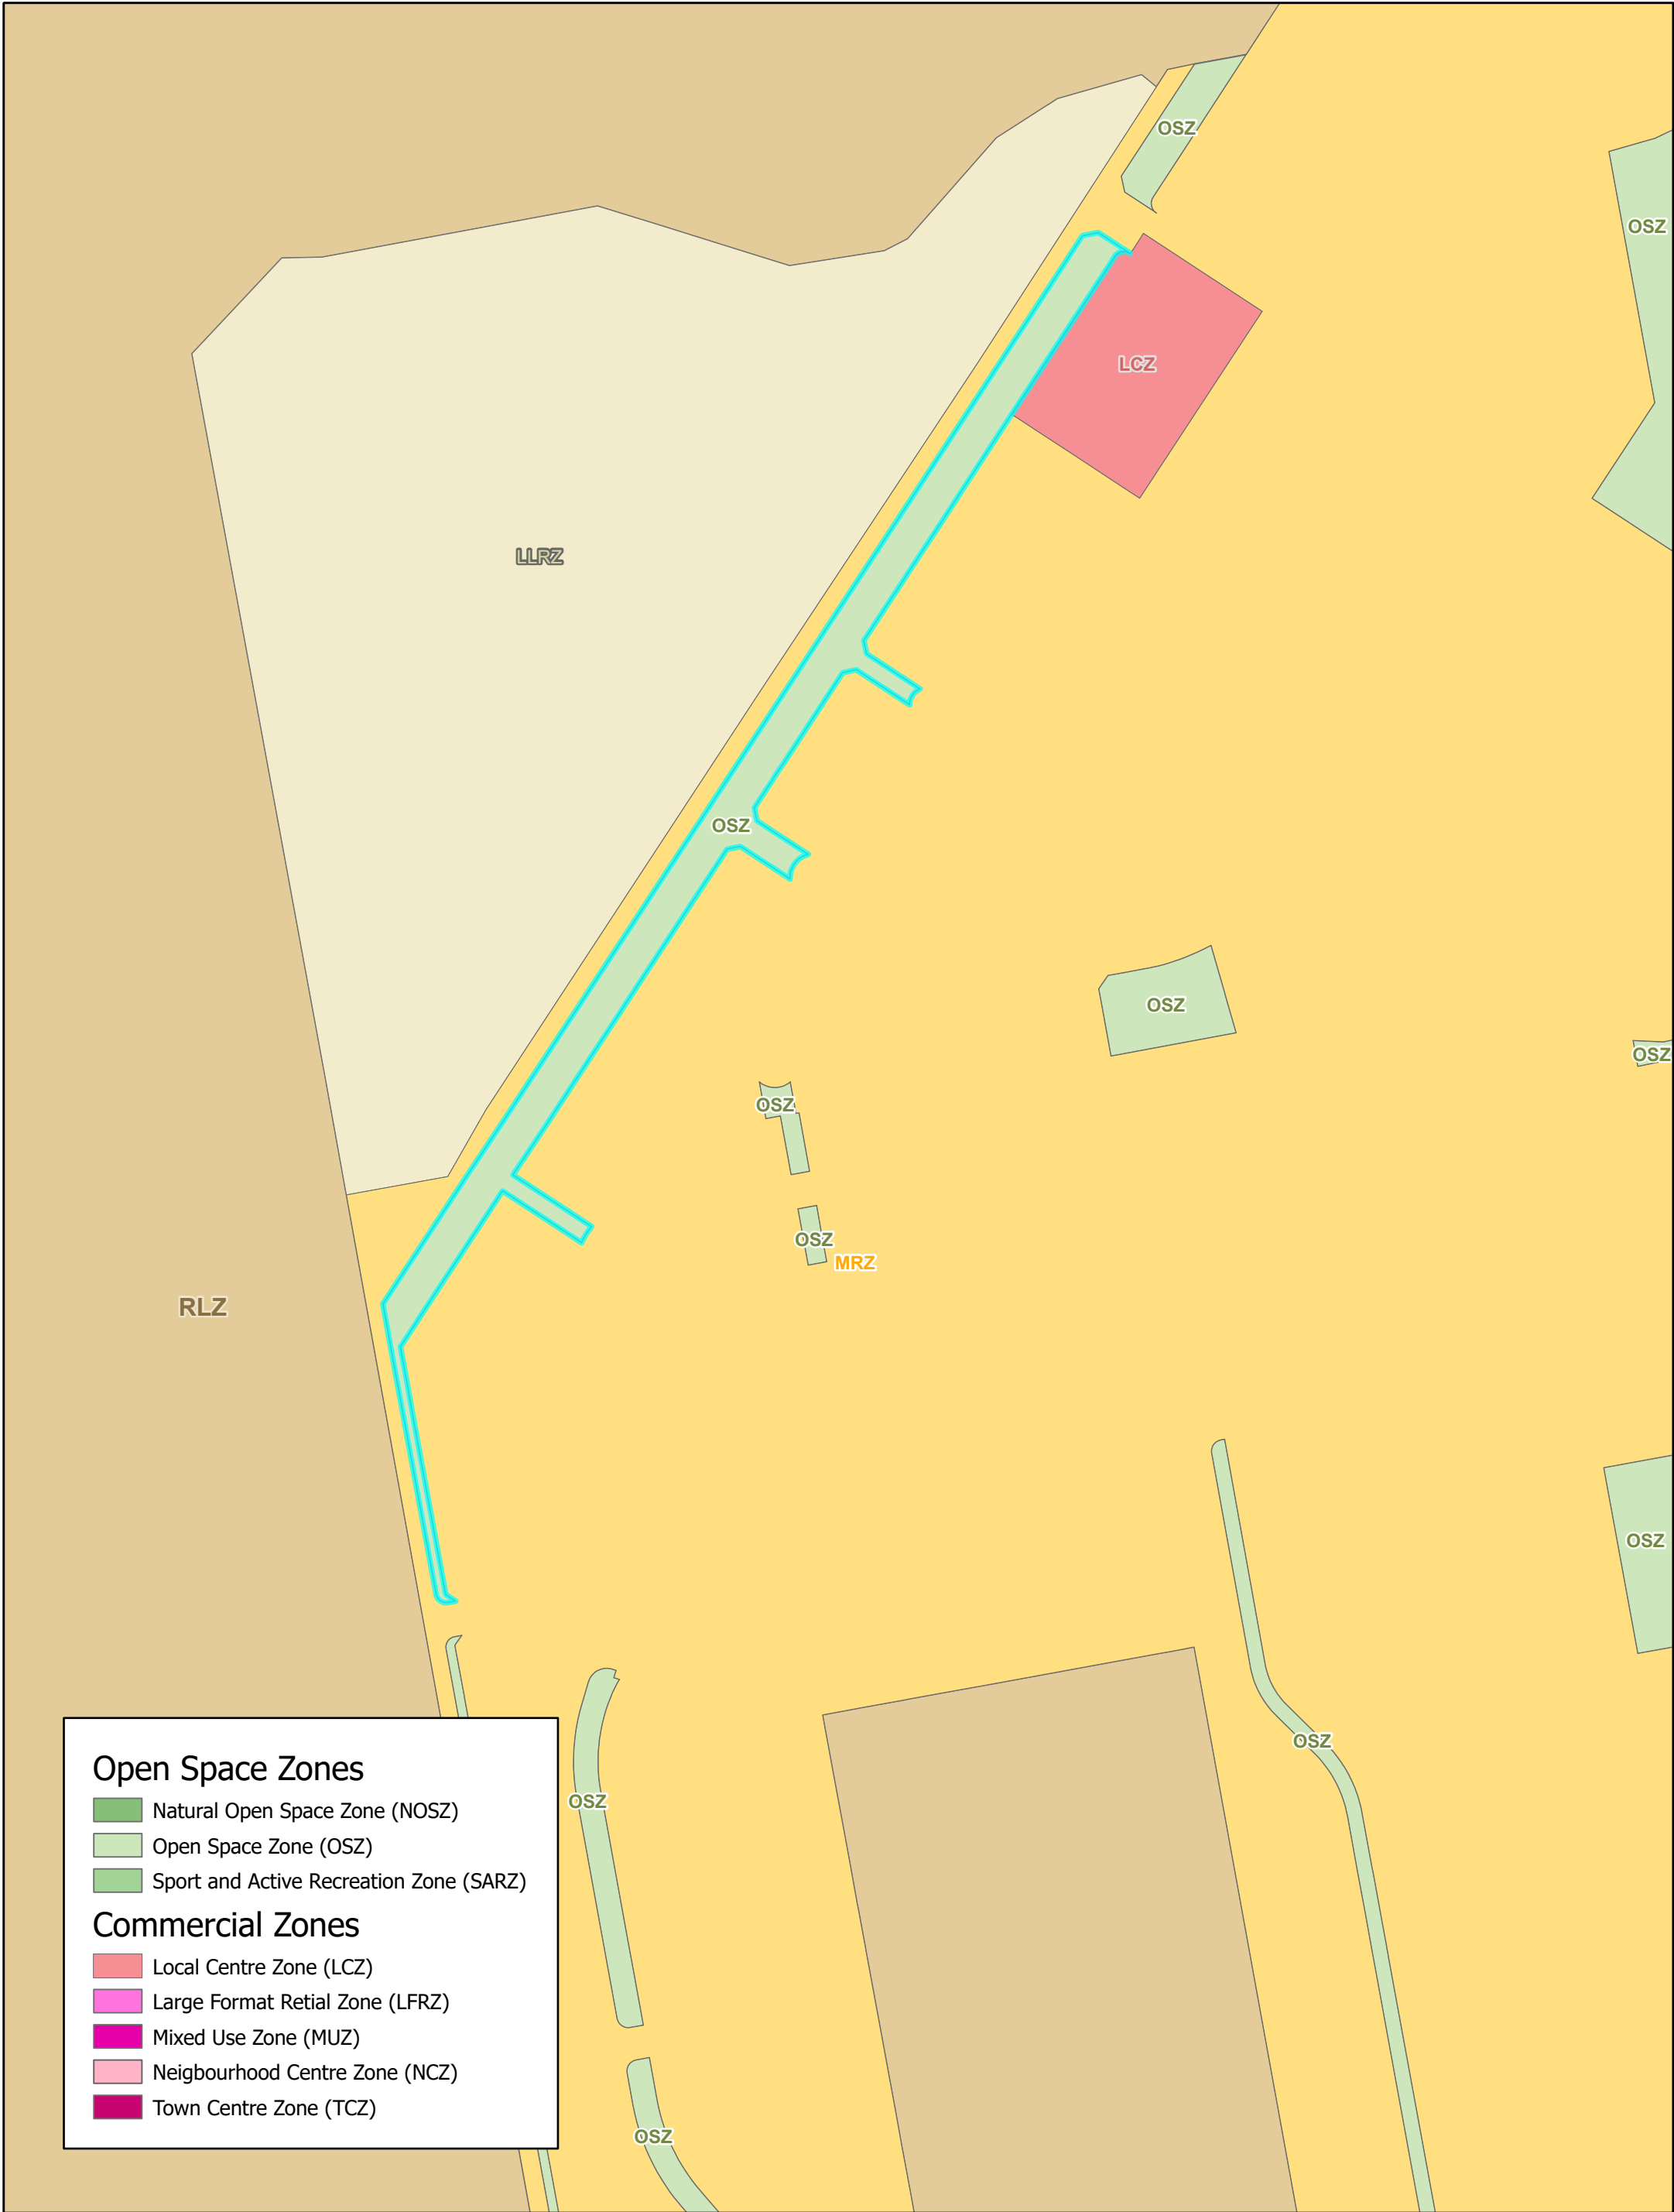 OSZ
OSZ
LCZ
LLRZ
OSZ
OSZ
OSZ
OSZ
OSZ
MRZ
RLZ
OSZ
OSZ
OSZ
OSZ
Open Space Zones
Natural Open Space Zone (NOSZ)
Open Space Zone (OSZ)
Sport and Active Recreation Zone (SARZ)
Commercial Zones
Local Centre Zone (LCZ)
Large Format Retial Zone (LFRZ)
Mixed Use Zone (MUZ)
Neigbourhood Centre Zone (NCZ)
Town Centre Zone (TCZ)